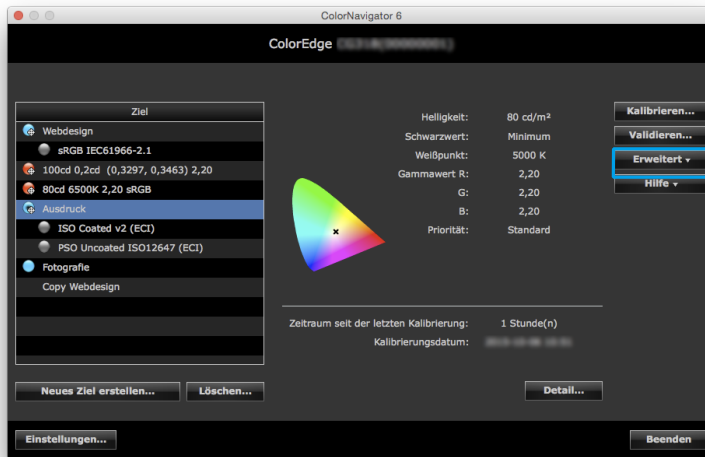 ColorNavigator 6
ColorEdge
Ziel
Webdesign
sRGB IEC61966-2.1
100cd 0,2cd (0,3297, 0,3463) 2,20
80cd 6500K 2,20 sRGB
Ausdruck
ISO Coated v2 (ECI)
PSO Uncoated ISO12647 (ECI)
Fotografie
Copy Webdesign
Neues Ziel erstellen...
Löschen...
Helligkeit: 80 cd/m²
Schwarzwert: Minimum
Weißpunkt: 5000 K
Gammawert R: 2,20
G: 2,20
B: 2,20
Priorität: Standard
Zeitraum seit der letzten Kalibrierung: 1 Stunde(n)
Kalibrierungsdatum:
Detail...
Kalibrieren...
Validieren...
Erweitert
Hilfe
Einstellungen...
Beenden